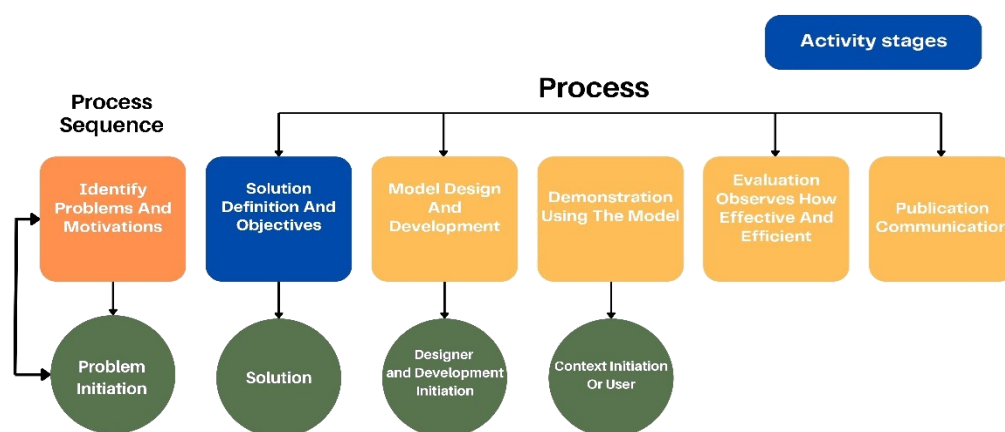 Activity stages
Process
Process
Sequence
Identify
Problems And
Motivations
Solution
Definition And
Objectives
Model Design
And
Development
Demonstration
Using The Model
Evaluation
Observes How
Effective And
Efficient
Publication
Communication
Problem
Initiation
Solution
Designer
and Development
Initiation
Context Initiation
Or User